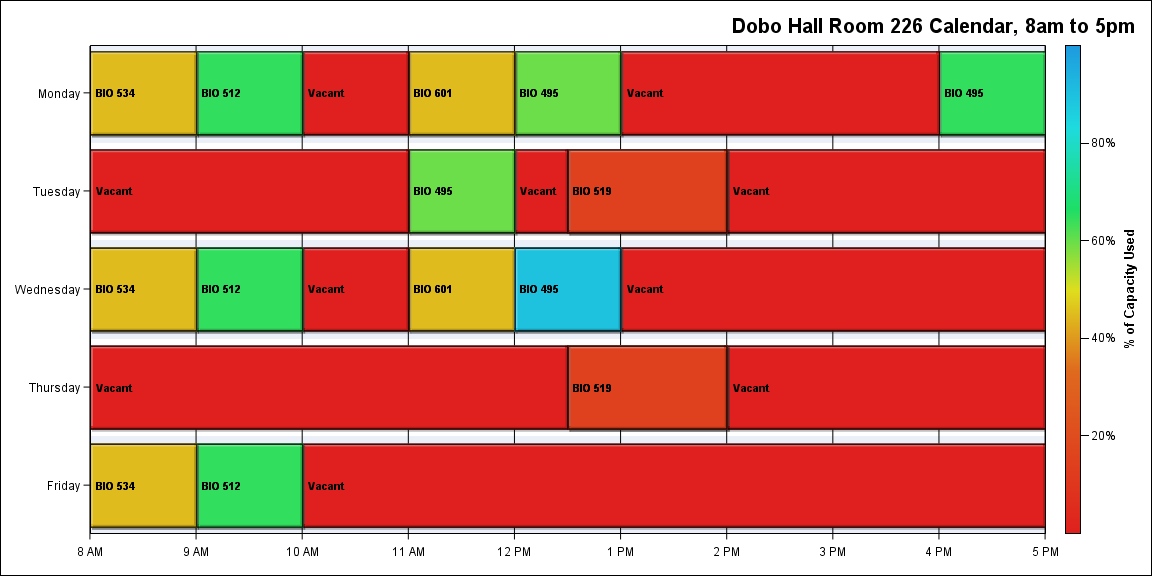 Dobo Hall Room 226 Calendar, 8am to 5pm
Monday BIO 534 BIO 512 Vacant BIO 601 BIO 495 Vacant BIO 495
Tuesday Vacant BIO 495 Vacant BIO 519 Vacant
Wednesday BIO 534 BIO 512 Vacant BIO 601 BIO 495 Vacant
Thursday Vacant BIO 519 Vacant
Friday BIO 534 BIO 512 Vacant
8 AM 9 AM 10 AM 11 AM 12 PM 1 PM 2 PM 3 PM 4 PM 5 PM
80%
60%
40%
20%
% of Capacity Used